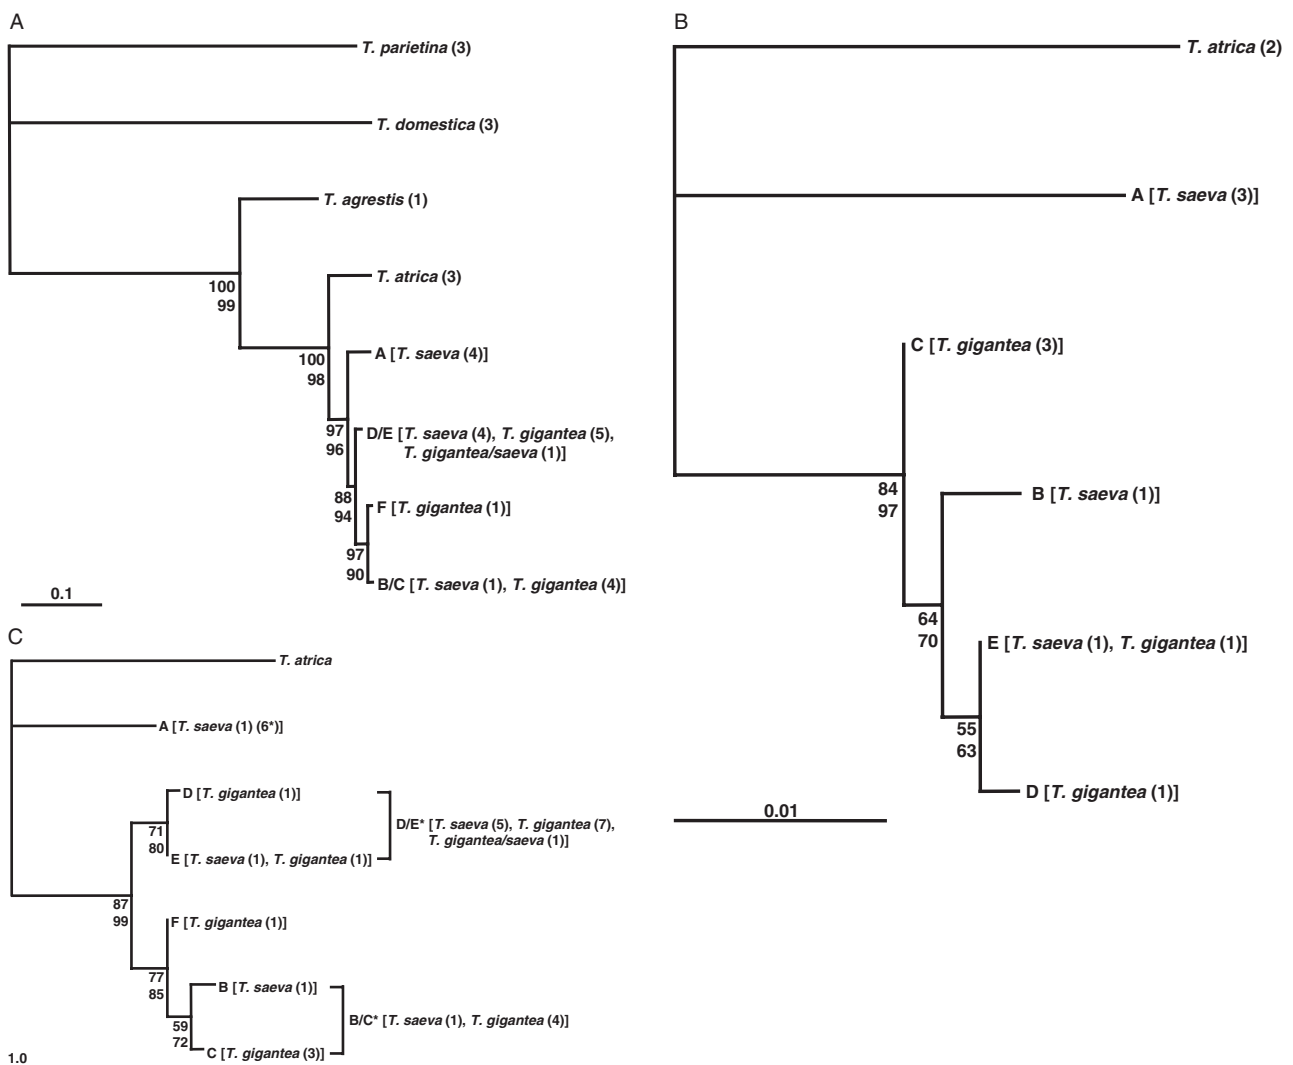 A
T. parietina (3)
T. domestica (3)
T. agrestis (1)
100
99
T. atrica (3)
100
98
A [T. saeva (4)]
97
96
D/E [T. saeva (4), T. gigantea (5),
T. gigantea/saeva (1)]
88
94
F [T. gigantea (1)]
97
90
B/C [T. saeva (1), T. gigantea (4)]
0.1
B
T. atrica (2)
A [T. saeva (3)]
C [T. gigantea (3)]
84
97
B [T. saeva (1)]
64
70
E [T. saeva (1), T. gigantea (1)]
55
63
D [T. gigantea (1)]
0.01
C
T. atrica
A [T. saeva (1) (6*)]
D [T. gigantea (1)]
71
80
D/E* [T. saeva (5), T. gigantea (7),
T. gigantea/saeva (1)]
E [T. saeva (1), T. gigantea (1)]
87
99
F [T. gigantea (1)]
77
85
B [T. saeva (1)]
B/C* [T. saeva (1), T. gigantea (4)]
59
72
C [T. gigantea (3)]
1.0